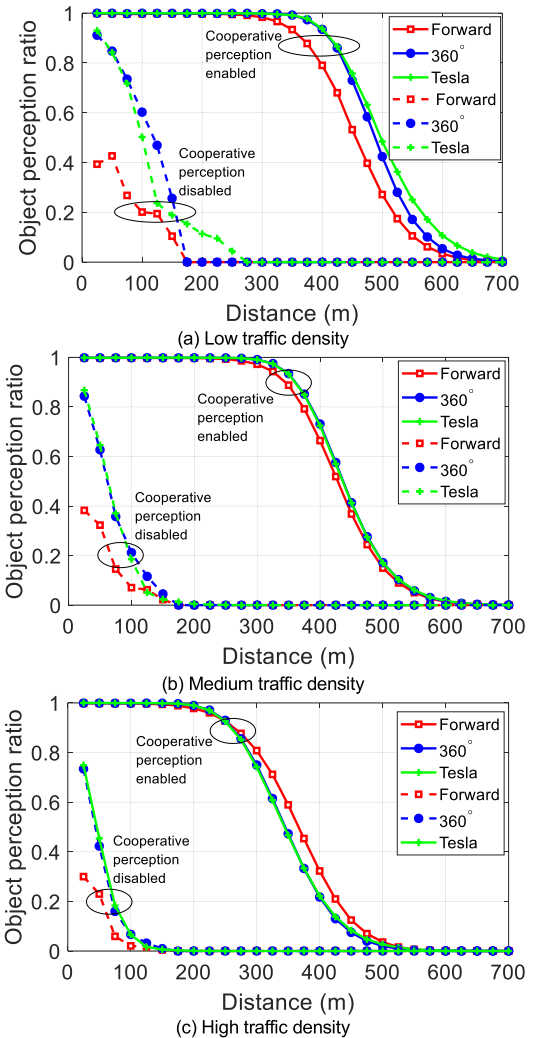 Object perception ratio
1
0.8
0.6
0.4
0.2
0
0 100 200 300 400 500 600 700
Distance (m)
Cooperative
perception
enabled
Cooperative
perception
disabled
Forward
360°
Tesla
Forward
360°
Tesla
(a) Low traffic density
Object perception ratio
1
0.8
0.6
0.4
0.2
0
0 100 200 300 400 500 600 700
Distance (m)
Cooperative
perception
enabled
Cooperative
perception
disabled
Forward
360°
Tesla
Forward
360°
Tesla
(b) Medium traffic density
Object perception ratio
1
0.8
0.6
0.4
0.2
0
0 100 200 300 400 500 600 700
Distance (m)
Cooperative
perception
enabled
Cooperative
perception
disabled
Forward
360°
Tesla
Forward
360°
Tesla
(c) High traffic density